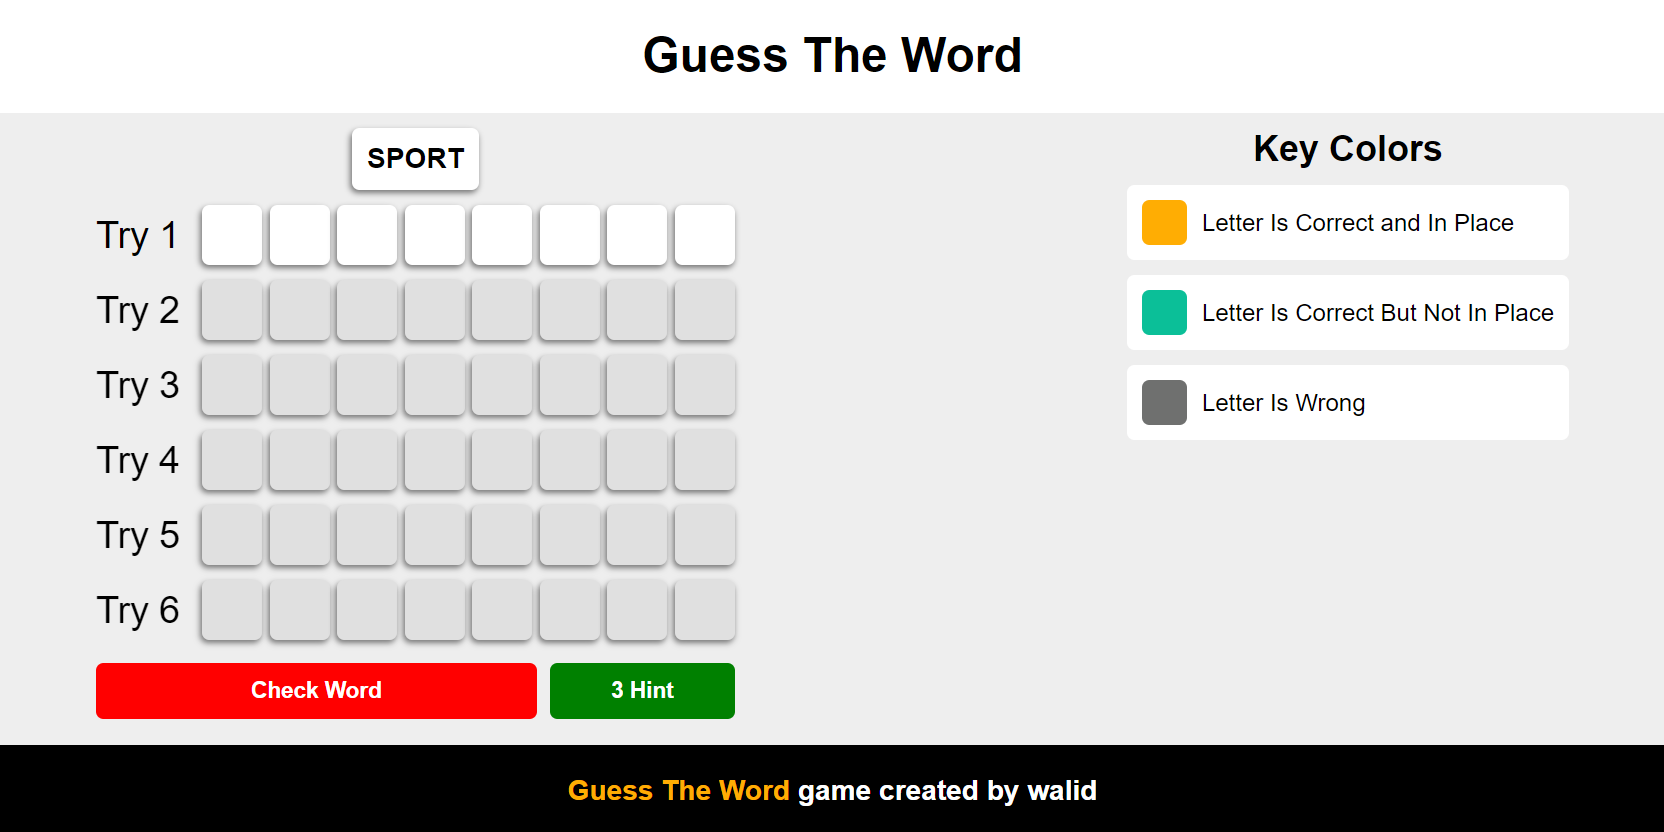 Guess The Word
SPORT
Try 1
Try 2
Try 3
Try 4
Try 5
Try 6
Check Word
3 Hint
Key Colors
Letter Is Correct and In Place
Letter Is Correct But Not In Place
Letter Is Wrong
Guess The Word game created by walid